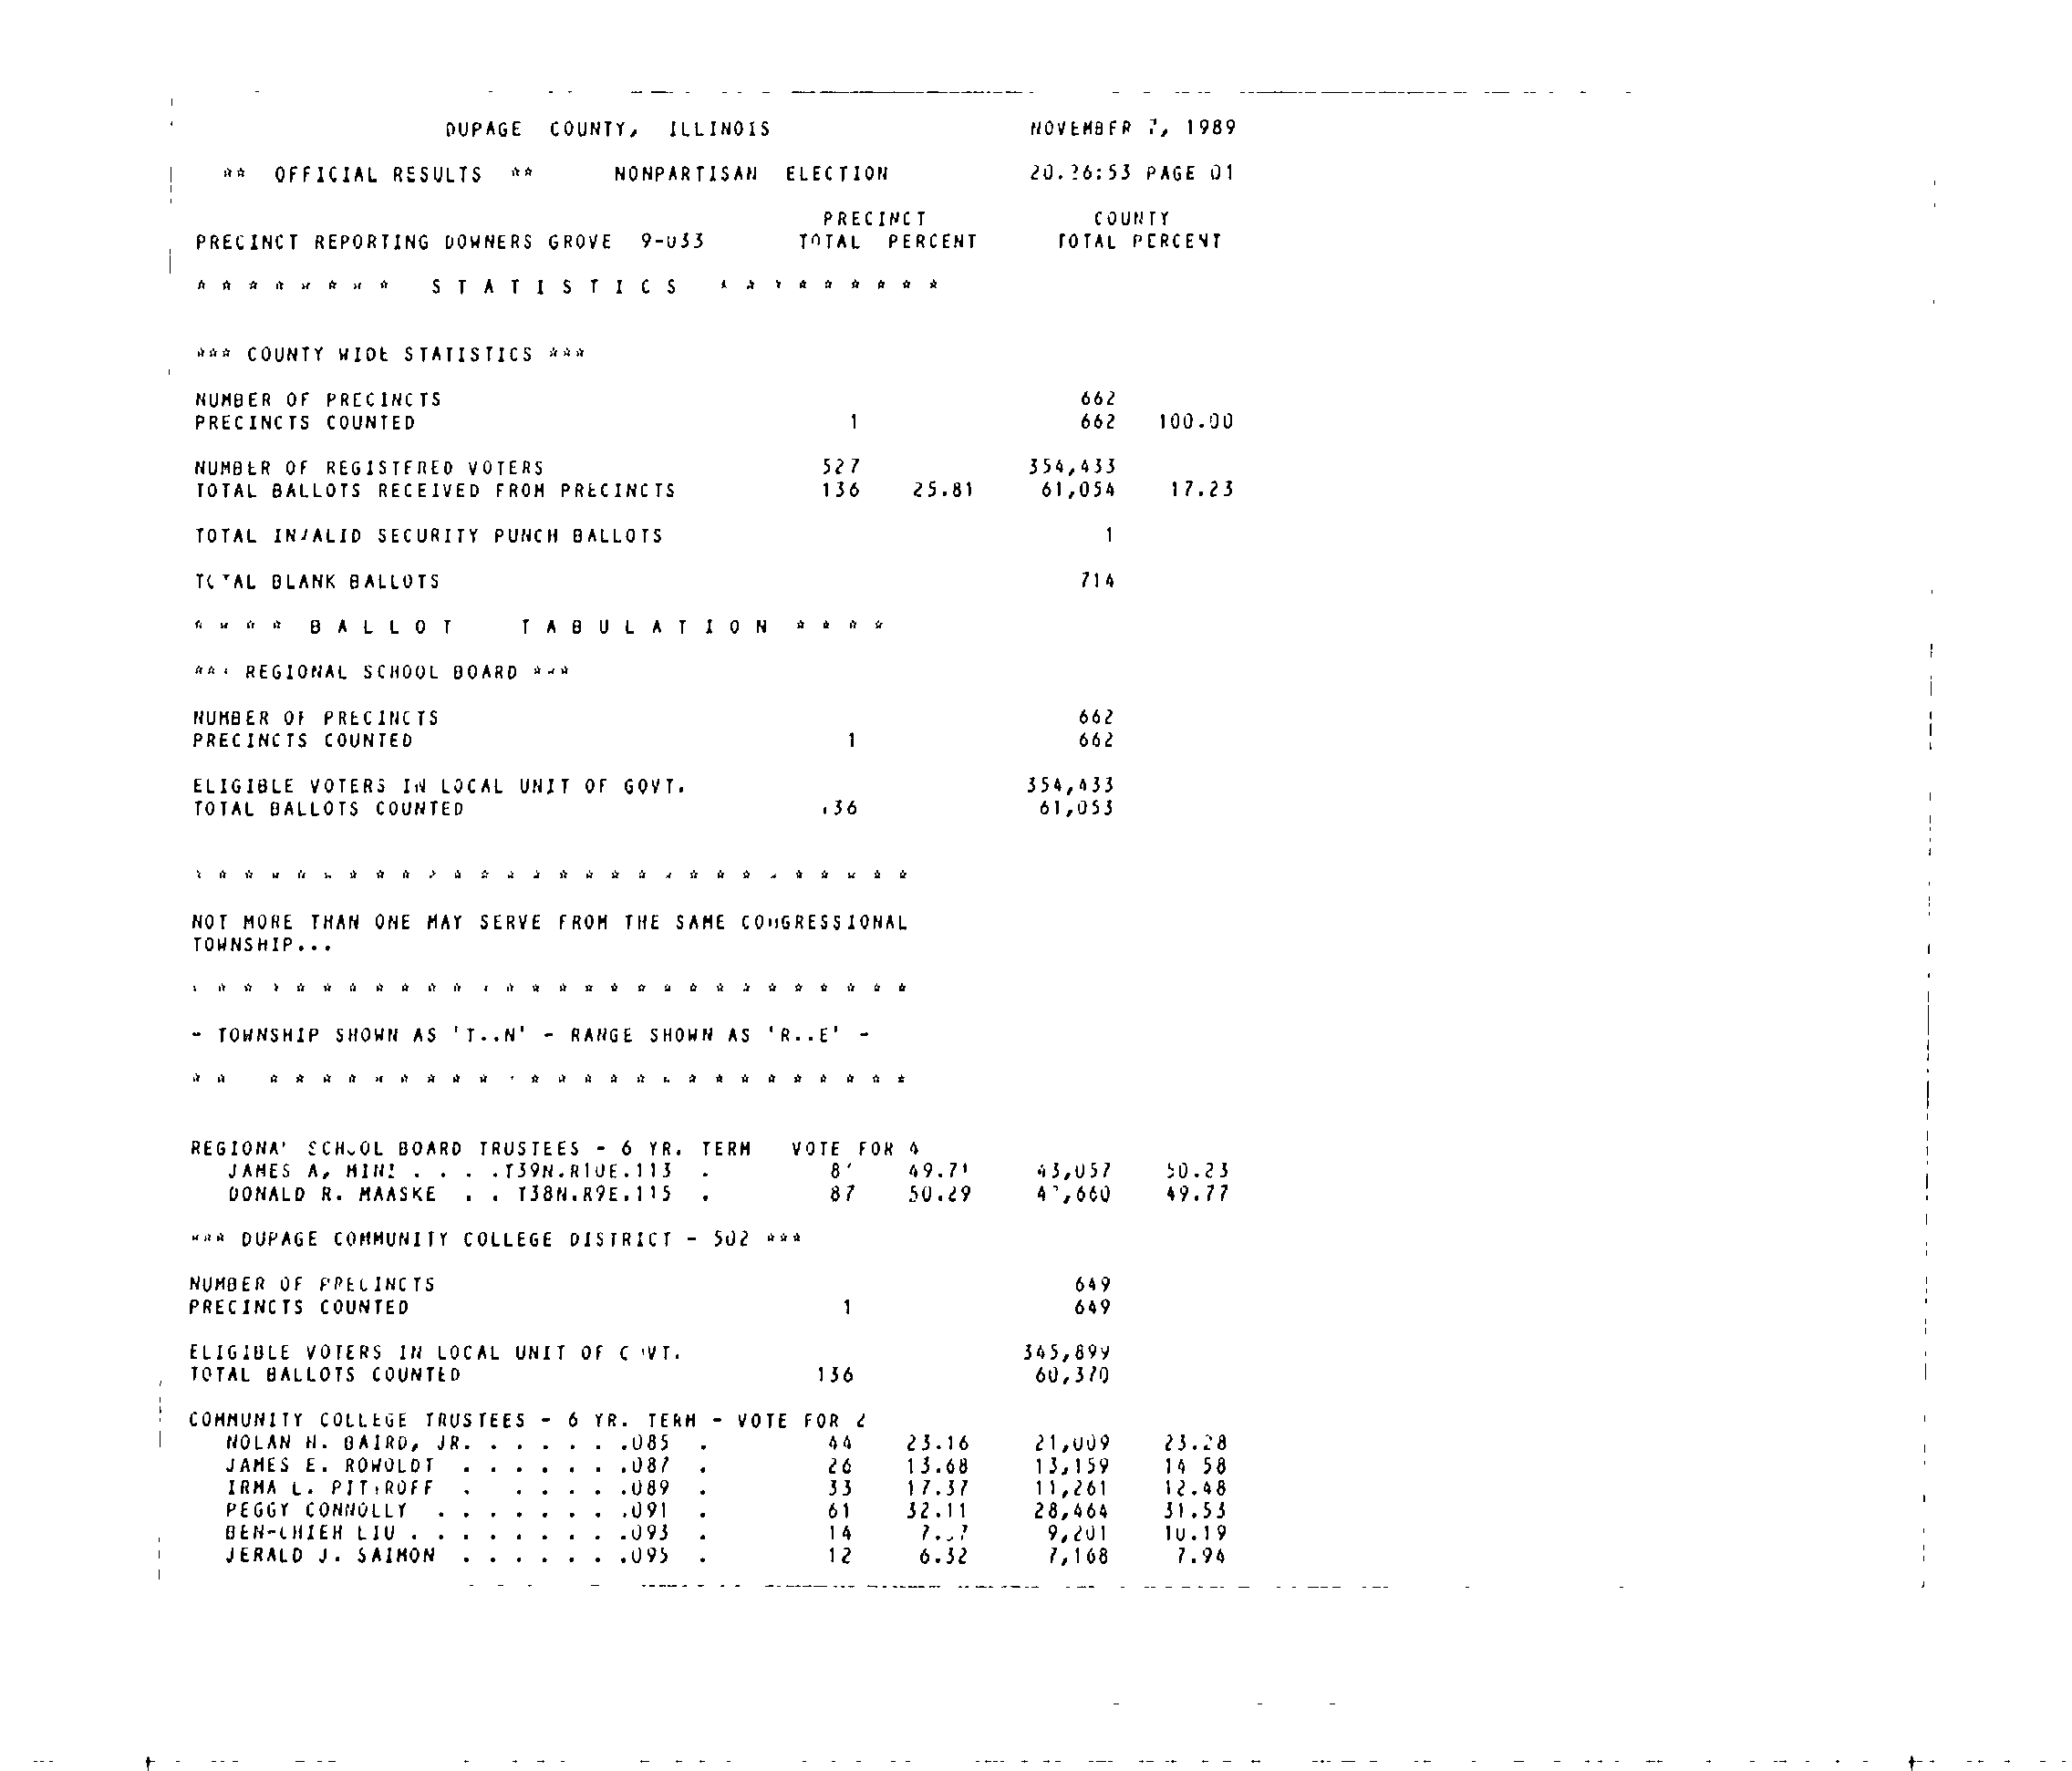 DUPAGE COUNTY, ILLINOIS NOVEMBER 7, 1989
** OFFICIAL RESULTS ** NONPARTISAN ELECTION 20.26:53 PAGE 01
PRECINCT COUNTY
PRECINCT REPORTING DOWNERS GROVE 9-033 TOTAL PERCENT TOTAL PERCENT
* * * * * * * * S T A T I S T I C S * * * * * * * * *
*** COUNTY WIDE STATISTICS ***
NUMBER OF PRECINCTS 662
PRECINCTS COUNTED 1 662 100.00
NUMBER OF REGISTERED VOTERS 527 354,433
TOTAL BALLOTS RECEIVED FROM PRECINCTS 136 25.81 61,054 17.23
TOTAL INVALID SECURITY PUNCH BALLOTS 1
TOTAL BLANK BALLOTS 714
* * * * B A L L O T T A B U L A T I O N * * * *
*** REGIONAL SCHOOL BOARD ***
NUMBER OF PRECINCTS 662
PRECINCTS COUNTED 1 662
ELIGIBLE VOTERS IN LOCAL UNIT OF GOVT. 354,433
TOTAL BALLOTS COUNTED 136 61,053
* * * * * * * * * * * * * * * * * * * * * * * * * * * *
NOT MORE THAN ONE MAY SERVE FROM THE SAME CONGRESSIONAL
TOWNSHIP...
* * * * * * * * * * * * * * * * * * * * * * * * * * * *
- TOWNSHIP SHOWN AS 'T..N' - RANGE SHOWN AS 'R..E' -
* * * * * * * * * * * * * * * * * * * * * * * * * * *
REGIONAL SCHOOL BOARD TRUSTEES - 6 YR. TERM VOTE FOR 4
JAMES A, . . . .T39N.R10E.113 . 49.71 43,057 50.23
DONALD R. MAASKE . . T38N.R9E.115 . 87 50.29 49.77
*** DUPAGE COMMUNITY COLLEGE DISTRICT - 502 ***
NUMBER OF PRECINCTS 649
PRECINCTS COUNTED 1 649
ELIGIBLE VOTERS IN LOCAL UNIT OF GOVT. 345,899
TOTAL BALLOTS COUNTED 136 60,370
COMMUNITY COLLEGE TRUSTEES - 6 YR. TERM - VOTE FOR 2
NOLAN H. BAIRD, JR. . . . . . .085 . 44 23.16 21,009 23.28
JAMES E. ROWOLDT . . . . . . .087 . 26 13.68 13,159 14 58
IRMA L. . . . . . .089 . 33 17.37 11,261 12.48
PEGGY CONNOLLY . . . . . . . .091 . 61 32.11 28,464 31.53
BEN-CHIEH LIU . . . . . . . . .093 . 14 9,201 10.19
JERALD J. SAIMON . . . . . . .095 . 12 6.32 7,168 7.94